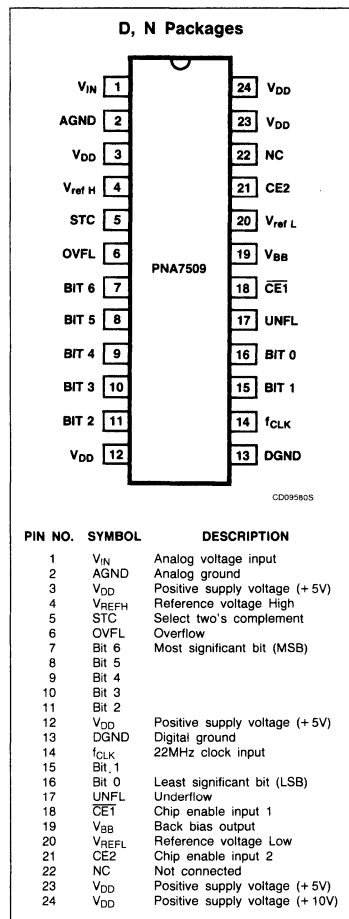 D, N Packages
VIN 1 24 VDD
AGND 2 23 VDD
VDD 3 22 NC
Vref H 4 21 CE2
STC 5 20 Vref L
OVFL 6 19 VBB
PNA7509
BIT 6 7 18 CE1
BIT 5 8 17 UNFL
BIT 4 9 16 BIT 0
BIT 3 10 15 BIT 1
BIT 2 11 14 fCLK
VDD 12 13 DGND
CD09580S
PIN NO. SYMBOL DESCRIPTION
1 VIN Analog voltage input
2 AGND Analog ground
3 VDD Positive supply voltage (+5V)
4 VREFH Reference voltage High
5 STC Select two's complement
6 OVFL Overflow
7 Bit 6 Most significant bit (MSB)
8 Bit 5
9 Bit 4
10 Bit 3
11 Bit 2
12 VDD Positive supply voltage (+5V)
13 DGND Digital ground
14 fCLK 22MHz clock input
15 Bit 1
16 Bit 0 Least significant bit (LSB)
17 UNFL Underflow
18 CE1 Chip enable input 1
19 VBB Back bias output
20 VREFL Reference voltage Low
21 CE2 Chip enable input 2
22 NC Not connected
23 VDD Positive supply voltage (+5V)
24 VDD Positive supply voltage (+10V)